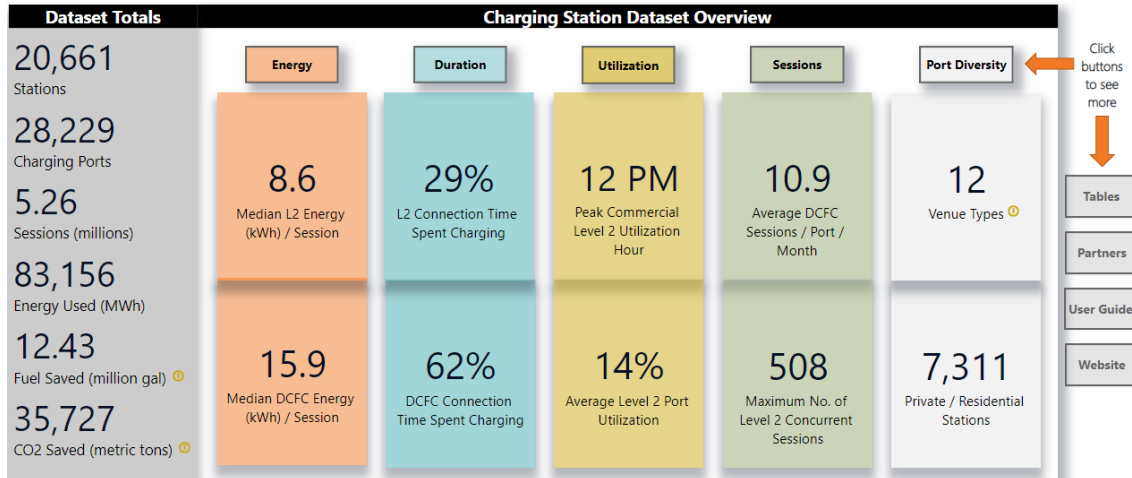 Dataset Totals
Charging Station Dataset Overview
20,661
Stations
28,229
Charging Ports
5.26
Sessions (millions)
83,156
Energy Used (MWh)
12.43
Fuel Saved (million gal)
35,727
CO2 Saved (metric tons)
Energy
8.6
Median L2 Energy
(kWh) / Session
15.9
Median DCFC Energy
(kWh) / Session
Duration
29%
L2 Connection Time
Spent Charging
62%
DCFC Connection
Time Spent Charging
Utilization
12 PM
Peak Commercial
Level 2 Utilization
Hour
14%
Average Level 2 Port
Utilization
Sessions
10.9
Average DCFC
Sessions / Port /
Month
508
Maximum No. of
Level 2 Concurrent
Sessions
Port Diversity
12
Venue Types
7,311
Private / Residential
Stations
Click
buttons
to see
more
Tables
Partners
User Guide
Website